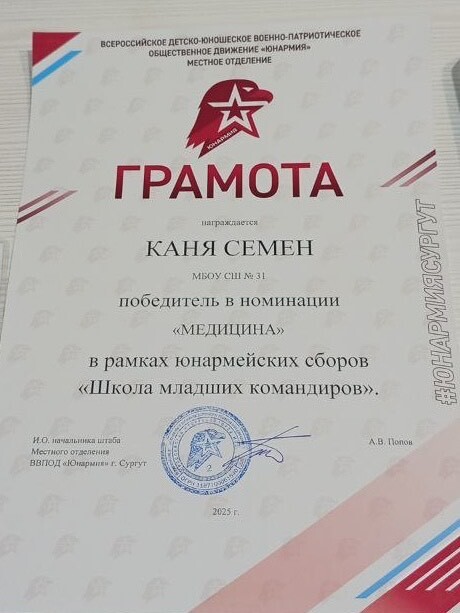 ВСЕРОССИЙСКОЕ ДЕТСКО-ЮНОШЕСКОЕ ВОЕННО-ПАТРИОТИЧЕСКОЕ
ОБЩЕСТВЕННОЕ ДВИЖЕНИЕ «ЮНАРМИЯ»
МЕСТНОЕ ОТДЕЛЕНИЕ
ЮНАРМИЯ
ГРАМОТА
награждается
КАНЯ СЕМЕН
МБОУ СШ № 31
победитель в номинации
«МЕДИЦИНА»
в рамках юнармейских сборов
«Школа младших командиров».
#ЮНАРМИЯСУРГУТ
И.О. начальника штаба
Местного отделения
ВВПОД «Юнармия» г. Сургут
А.В. Попов
2025 г.